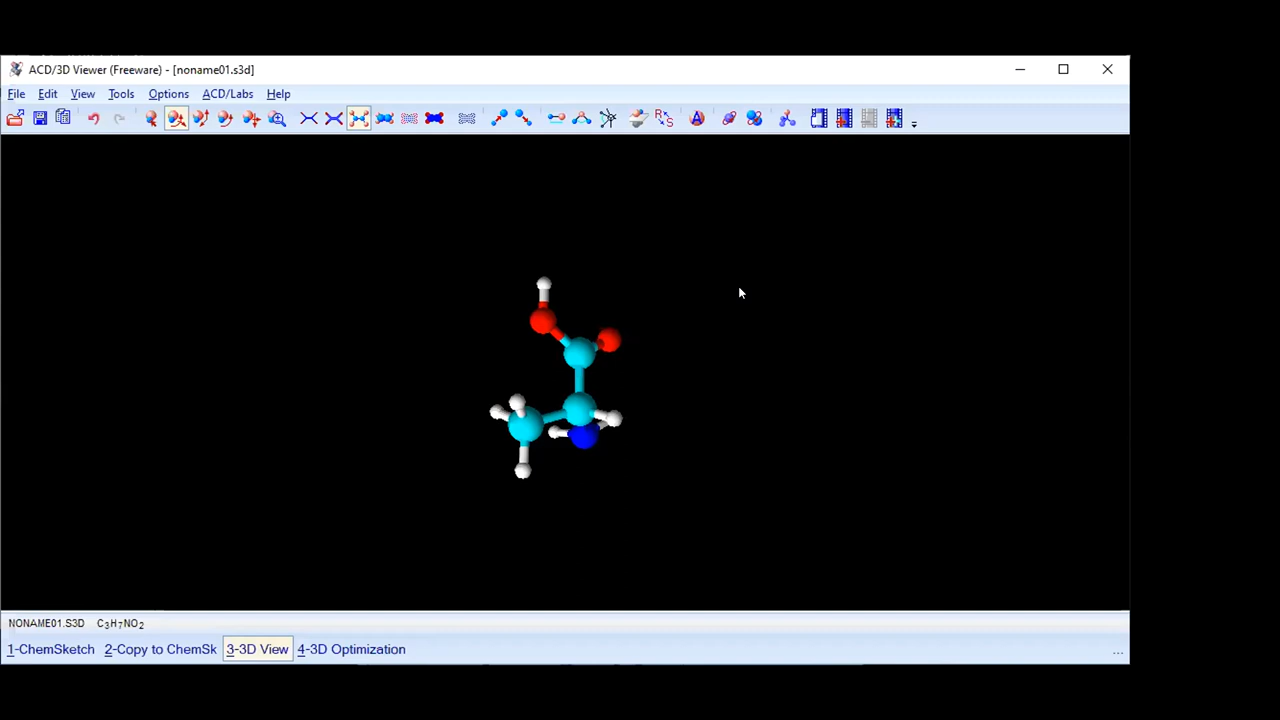 ACD/3D Viewer (Freeware) - [noname01.s3d]
File Edit View Tools Options ACD/Labs Help
R S A
NONAME01.S3D C3H7NO2
1-ChemSketch 2-Copy to ChemSk 3-3D View 4-3D Optimization ...